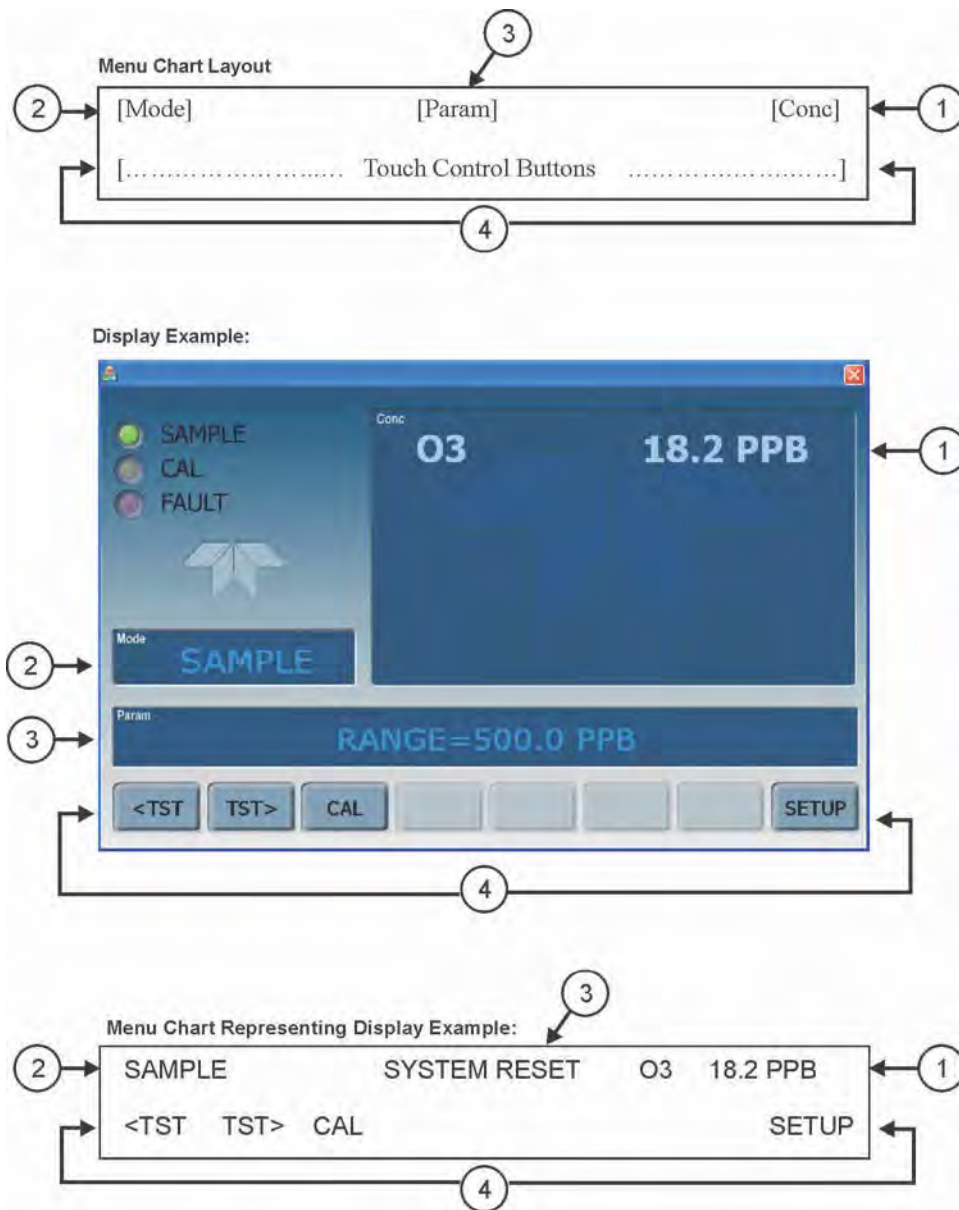 3
Menu Chart Layout
2 [Mode] [Param] [Conc] 1
[........................ Touch Control Buttons ........................]
4
Display Example:
SAMPLE
CAL
FAULT
Conc
O3 18.2 PPB
1
Mode
SAMPLE
2
Param
RANGE=500.0 PPB
3
<TST TST> CAL SETUP
4
3
Menu Chart Representing Display Example:
2 SAMPLE SYSTEM RESET O3 18.2 PPB 1
<TST TST> CAL SETUP
4